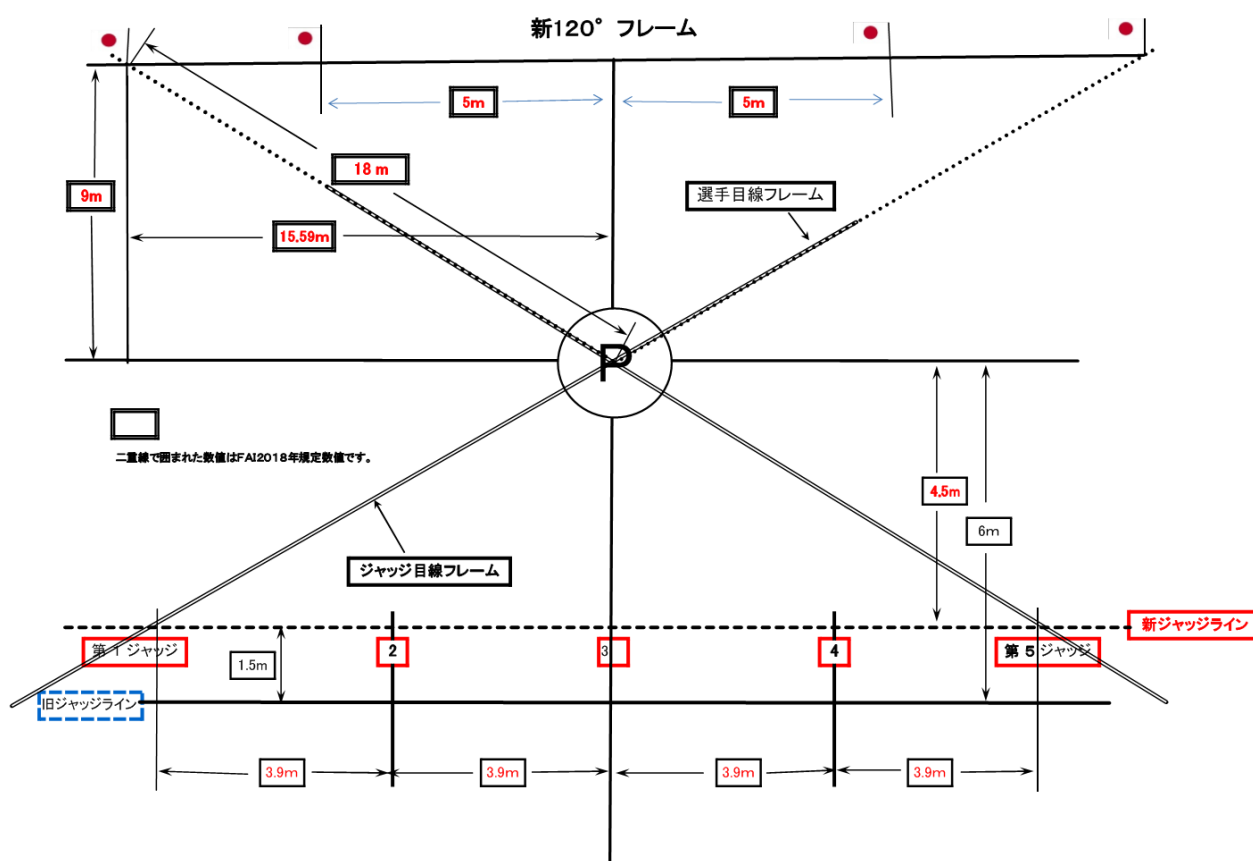 新120°フレーム
5m
5m
18 m
9m
選手目線フレーム
15.59m
P
二重線で囲まれた数値はFAI2018年規定数値です。
4.5m
6m
ジャッジ目線フレーム
新ジャッジライン
第1ジャッジ
2
3
4
第5ジャッジ
1.5m
旧ジャッジライン
3.9m
3.9m
3.9m
3.9m